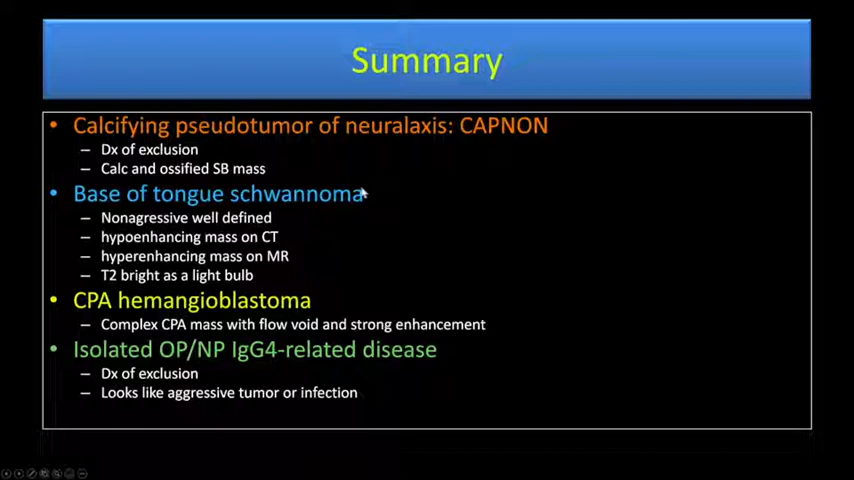 Summary
• Calcifying pseudotumor of neuralaxis: CAPNON
– Dx of exclusion
– Calc and ossified SB mass
• Base of tongue schwannoma
– Nonagressive well defined
– hypoenhancing mass on CT
– hyperenhancing mass on MR
– T2 bright as a light bulb
• CPA hemangioblastoma
– Complex CPA mass with flow void and strong enhancement
• Isolated OP/NP IgG4-related disease
– Dx of exclusion
– Looks like aggressive tumor or infection